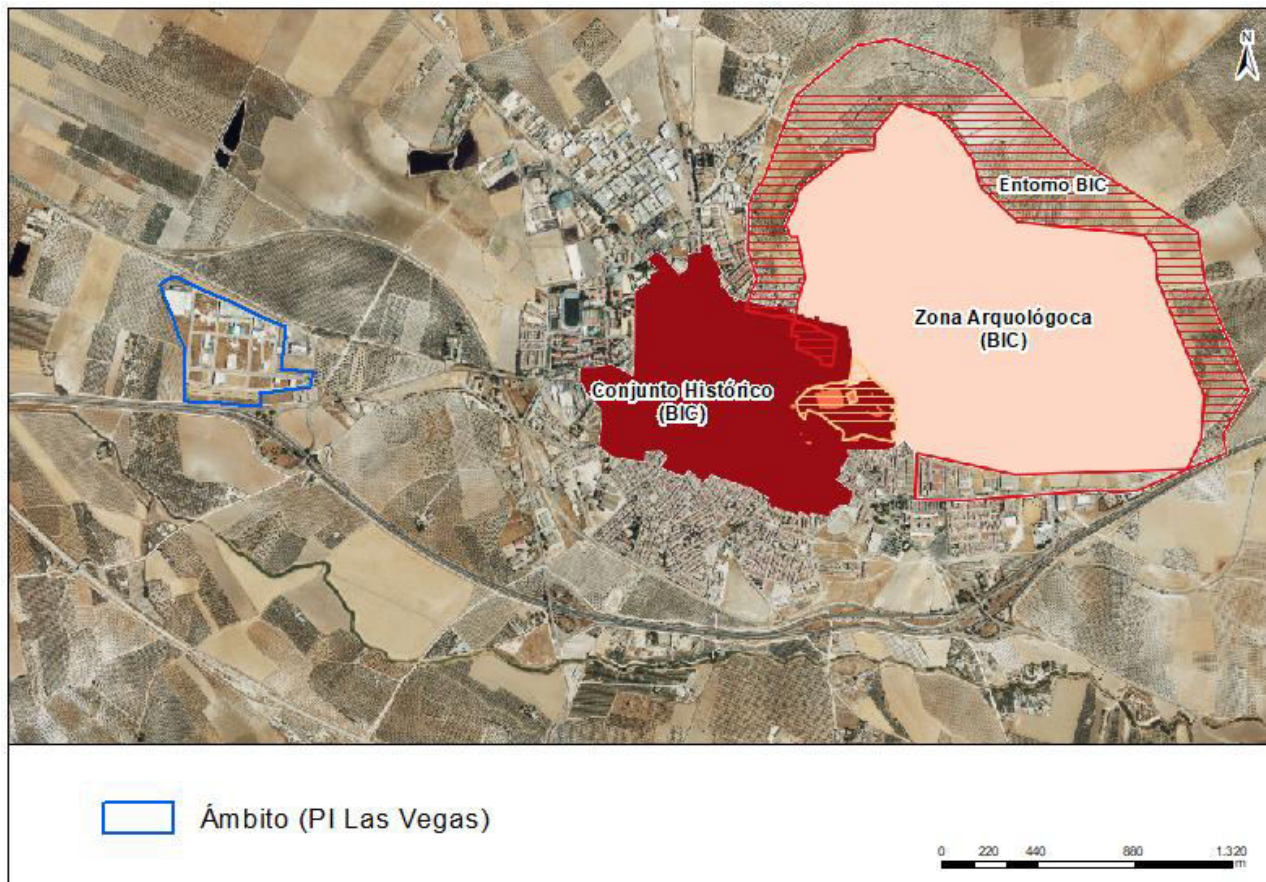 N
Entorno BIC
Zona Arquológoca
(BIC)
Conjunto Histórico
(BIC)
Ámbito (PI Las Vegas)
0 220 440 880 1.320
m